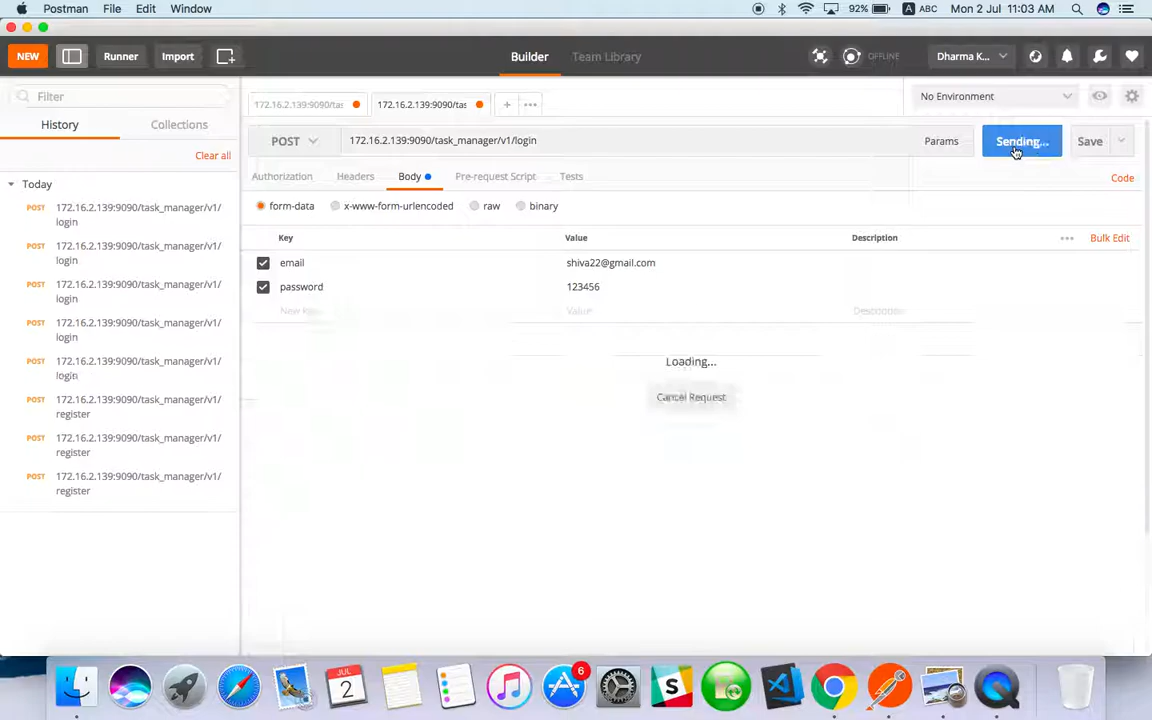 Postman File Edit Window 92% A ABC Mon 2 Jul 11:03 AM
NEW Runner Import Builder Team Library OFFLINE Dharma K...
Filter 172.16.2.139:9090/tas 172.16.2.139:9090/tas + ••• No Environment
History Collections POST 172.16.2.139:9090/task_manager/v1/login Params Sending... Save
Clear all Authorization Headers Body Pre-request Script Tests Code
Today form-data x-www-form-urlencoded raw binary
POST 172.16.2.139:9090/task_manager/v1/
login
Key Value Description ••• Bulk Edit
POST 172.16.2.139:9090/task_manager/v1/
login
email shiva22@gmail.com
POST 172.16.2.139:9090/task_manager/v1/
login
password 123456
New Key Value Description
POST 172.16.2.139:9090/task_manager/v1/
login
POST 172.16.2.139:9090/task_manager/v1/
login
Loading...
POST 172.16.2.139:9090/task_manager/v1/
register
Cancel Request
POST 172.16.2.139:9090/task_manager/v1/
register
POST 172.16.2.139:9090/task_manager/v1/
register
JUL
2
6